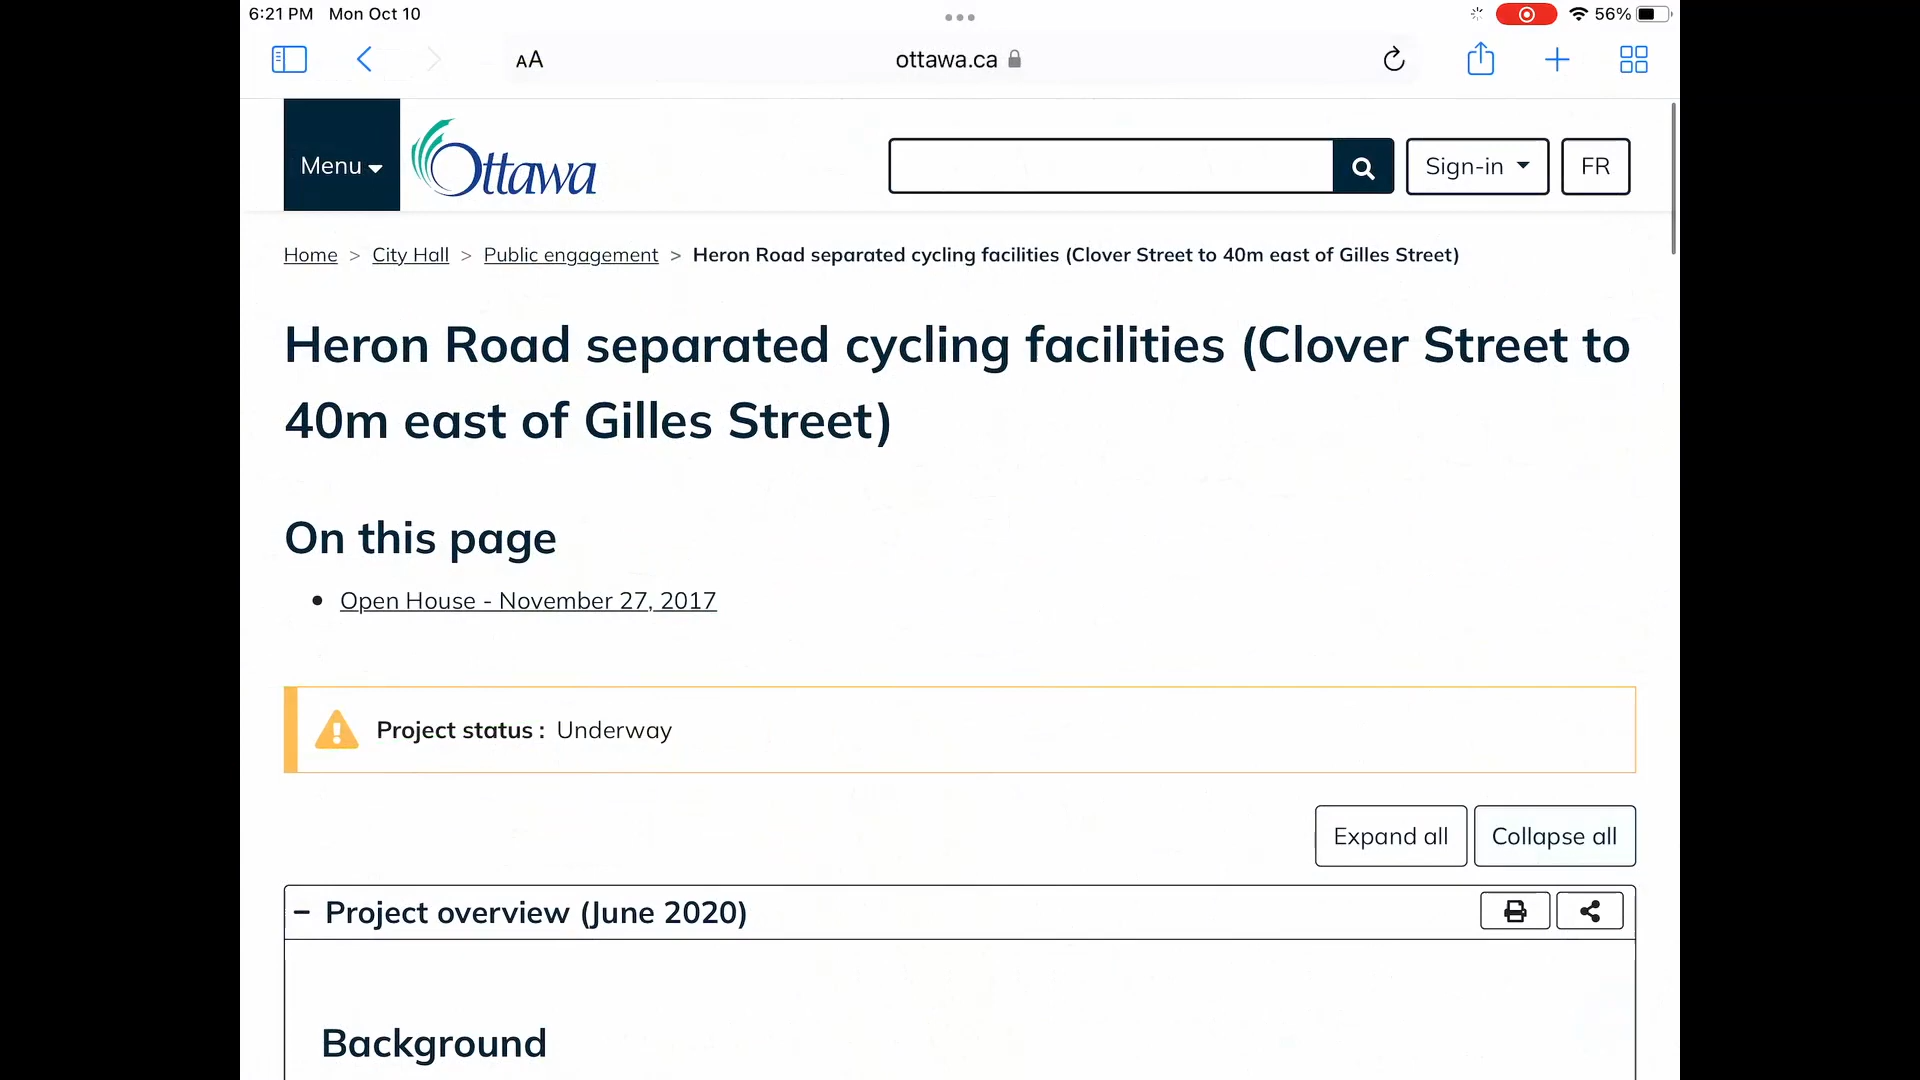 6:21 PM Mon Oct 10
56%
AA
ottawa.ca
Menu
Ottawa
Sign-in
FR
Home > City Hall > Public engagement > Heron Road separated cycling facilities (Clover Street to 40m east of Gilles Street)
Heron Road separated cycling facilities (Clover Street to
40m east of Gilles Street)
On this page
• Open House - November 27, 2017
Project status : Underway
Expand all
Collapse all
– Project overview (June 2020)
Background